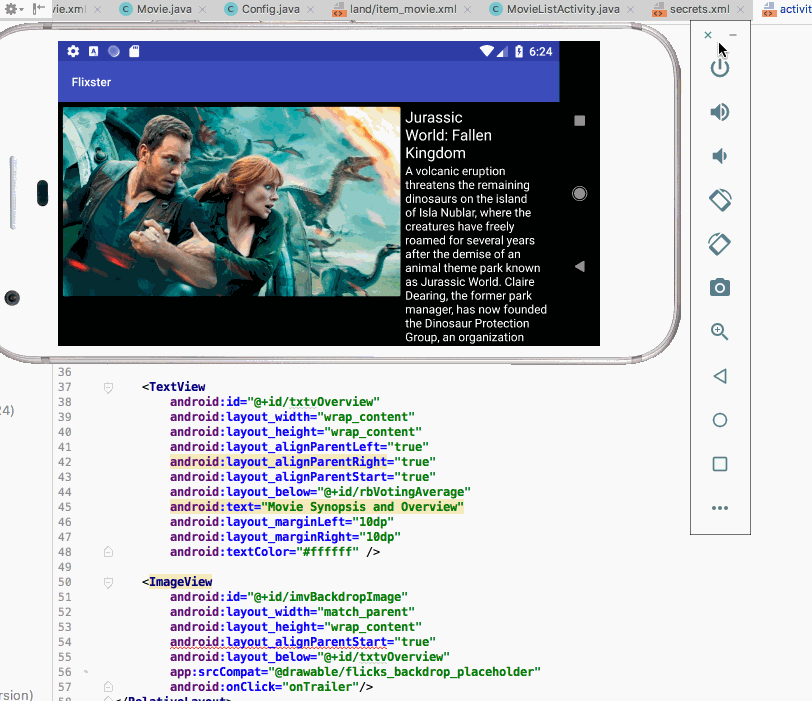 vie.xml × Movie.java × Config.java × land/item_movie.xml × MovieListActivity.java × secrets.xml × activit
6:24
Flixster
Jurassic
World: Fallen
Kingdom
A volcanic eruption
threatens the remaining
dinosaurs on the island
of Isla Nublar, where the
creatures have freely
roamed for several years
after the demise of an
animal theme park known
as Jurassic World. Claire
Dearing, the former park
manager, has now founded
the Dinosaur Protection
Group, an organization
36
37 <TextView
24)
38 android:id="@+id/txtvOverview"
39 android:layout_width="wrap_content"
40 android:layout_height="wrap_content"
41 android:layout_alignParentLeft="true"
42 android:layout_alignParentRight="true"
43 android:layout_alignParentStart="true"
44 android:layout_below="@+id/rbVotingAverage"
45 android:text="Movie Synopsis and Overview"
46 android:layout_marginLeft="10dp"
47 android:layout_marginRight="10dp"
48 android:textColor="#ffffff" />
49
50 <ImageView
51 android:id="@+id/imvBackdropImage"
52 android:layout_width="match_parent"
53 android:layout_height="wrap_content"
54 android:layout_alignParentStart="true"
55 android:layout_below="@+id/txtvOverview"
56 app:srcCompat="@drawable/flicks_backdrop_placeholder"
57 android:onClick="onTrailer"/>
rsion)
58 </RelativeLayout>